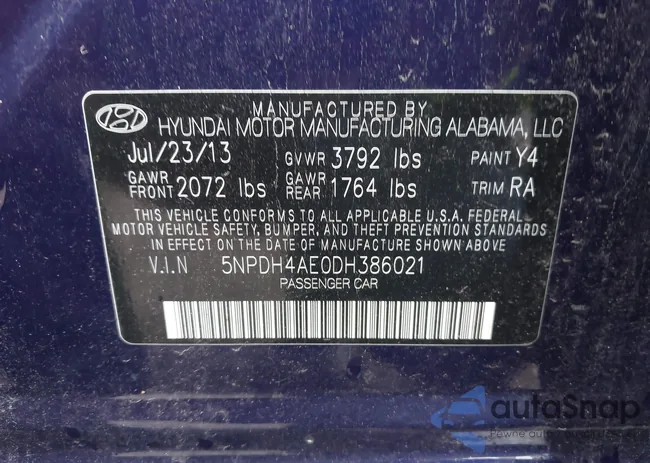 MANUFACTURED BY
HYUNDAI MOTOR MANUFACTURING ALABAMA, LLC
Jul/23/13 GVWR 3792 lbs PAINT Y4
GAWR FRONT 2072 lbs GAWR REAR 1764 lbs TRIM RA
THIS VEHICLE CONFORMS TO ALL APPLICABLE U.S.A. FEDERAL
MOTOR VEHICLE SAFETY, BUMPER, AND THEFT PREVENTION STANDARDS
IN EFFECT ON THE DATE OF MANUFACTURE SHOWN ABOVE
V.I.N 5NPDH4AE0DH386021
PASSENGER CAR
autoSnap
Pewne auto